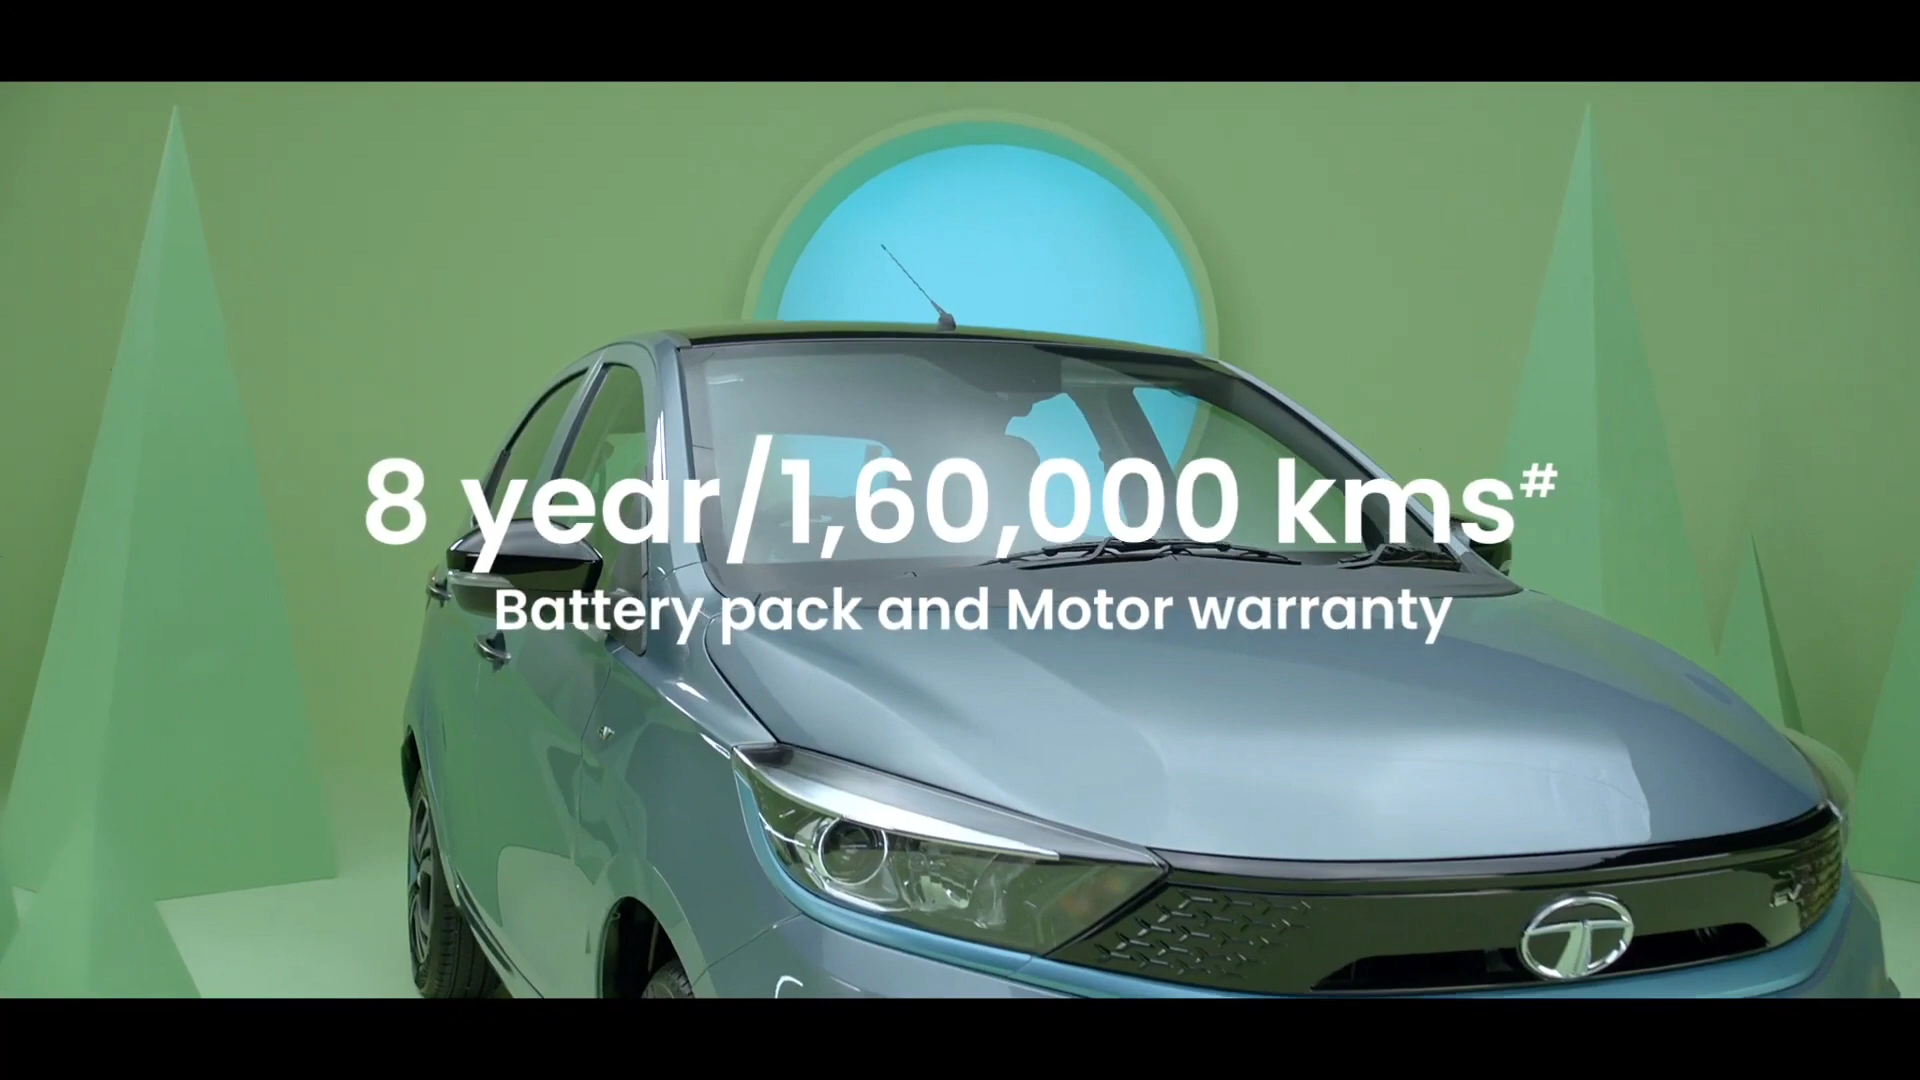 8 year/1,60,000 kms#
Battery pack and Motor warranty